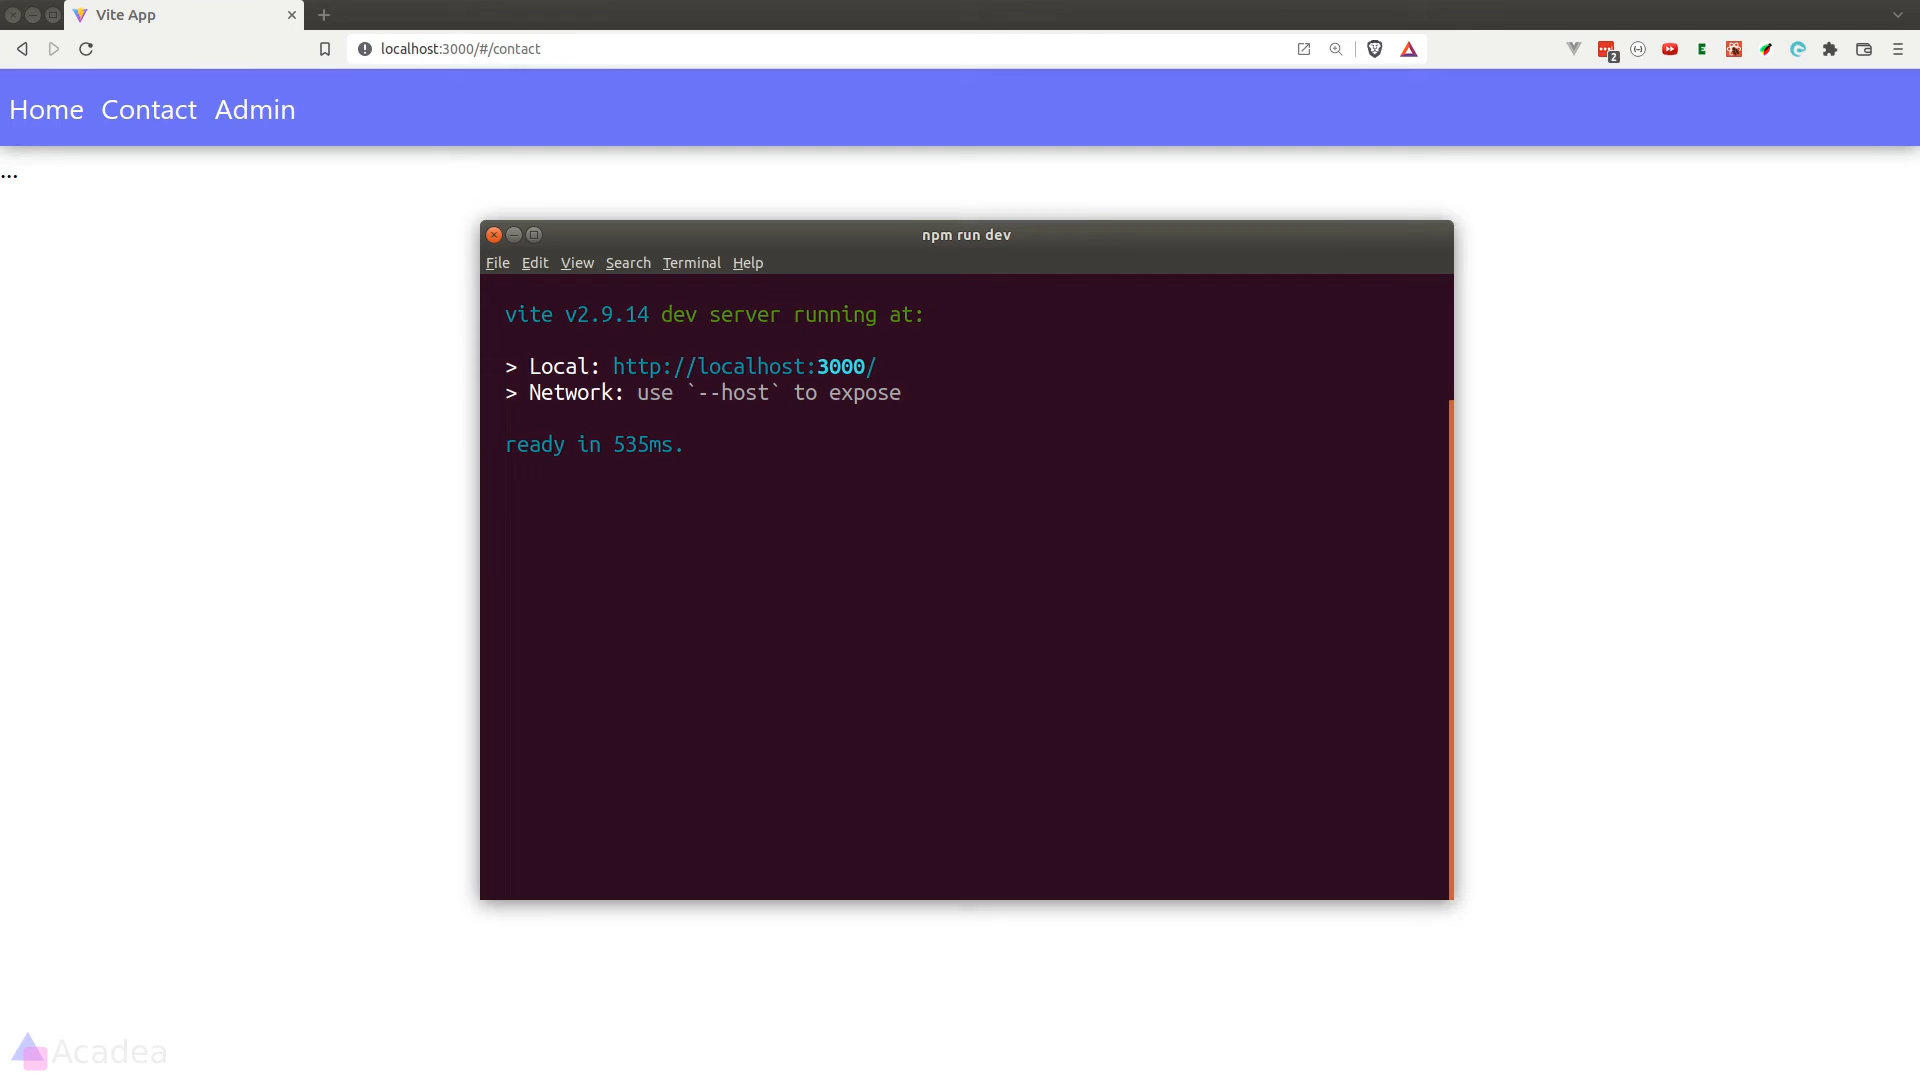 Vite App
localhost:3000/#/contact
2
Home Contact Admin
...
npm run dev
File Edit View Search Terminal Help
vite v2.9.14 dev server running at:
> Local: http://localhost:3000/
> Network: use `--host` to expose
ready in 535ms.
Acadea